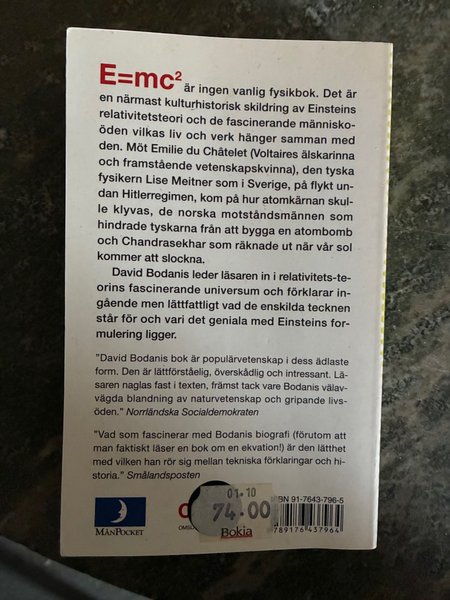 E=mc² är ingen vanlig fysikbok. Det är
en närmast kulturhistorisk skildring av Einsteins
relativitetsteori och de fascinerande människo-
öden vilkas liv och verk hänger samman med
den. Möt Emilie du Châtelet (Voltaires älskarinna
och framstående vetenskapskvinna), den tyska
fysikern Lise Meitner som i Sverige, på flykt un-
dan Hitlerregimen, kom på hur atomkärnan skul-
le klyvas, de norska motståndsmännen som
hindrade tyskarna från att bygga en atombomb
och Chandrasekhar som räknade ut när vår sol
kommer att slockna.
David Bodanis leder läsaren in i relativitets-te-
orins fascinerande universum och förklarar in-
gående men lättfattligt vad de enskilda tecknen
står för och vari det geniala med Einsteins for-
mulering ligger.
"David Bodanis bok är populärvetenskap i dess ädlaste
form. Den är lättförståelig, överskådlig och intressant. Lä-
saren naglas fast i texten, främst tack vare Bodanis välav-
vägda blandning av naturvetenskap och gripande livs-
öden." Norrländska Socialdemokraten
"Vad som fascinerar med Bodanis biografi (förutom att
man faktiskt läser en bok om en ekvation!) är den lätthet
med vilken han rör sig mellan tekniska förklaringar och hi-
storia." Smålandsposten
01.10
74.00
Bokia
BN 91-7643-796-5
9789176437964
MÅNPOCKET